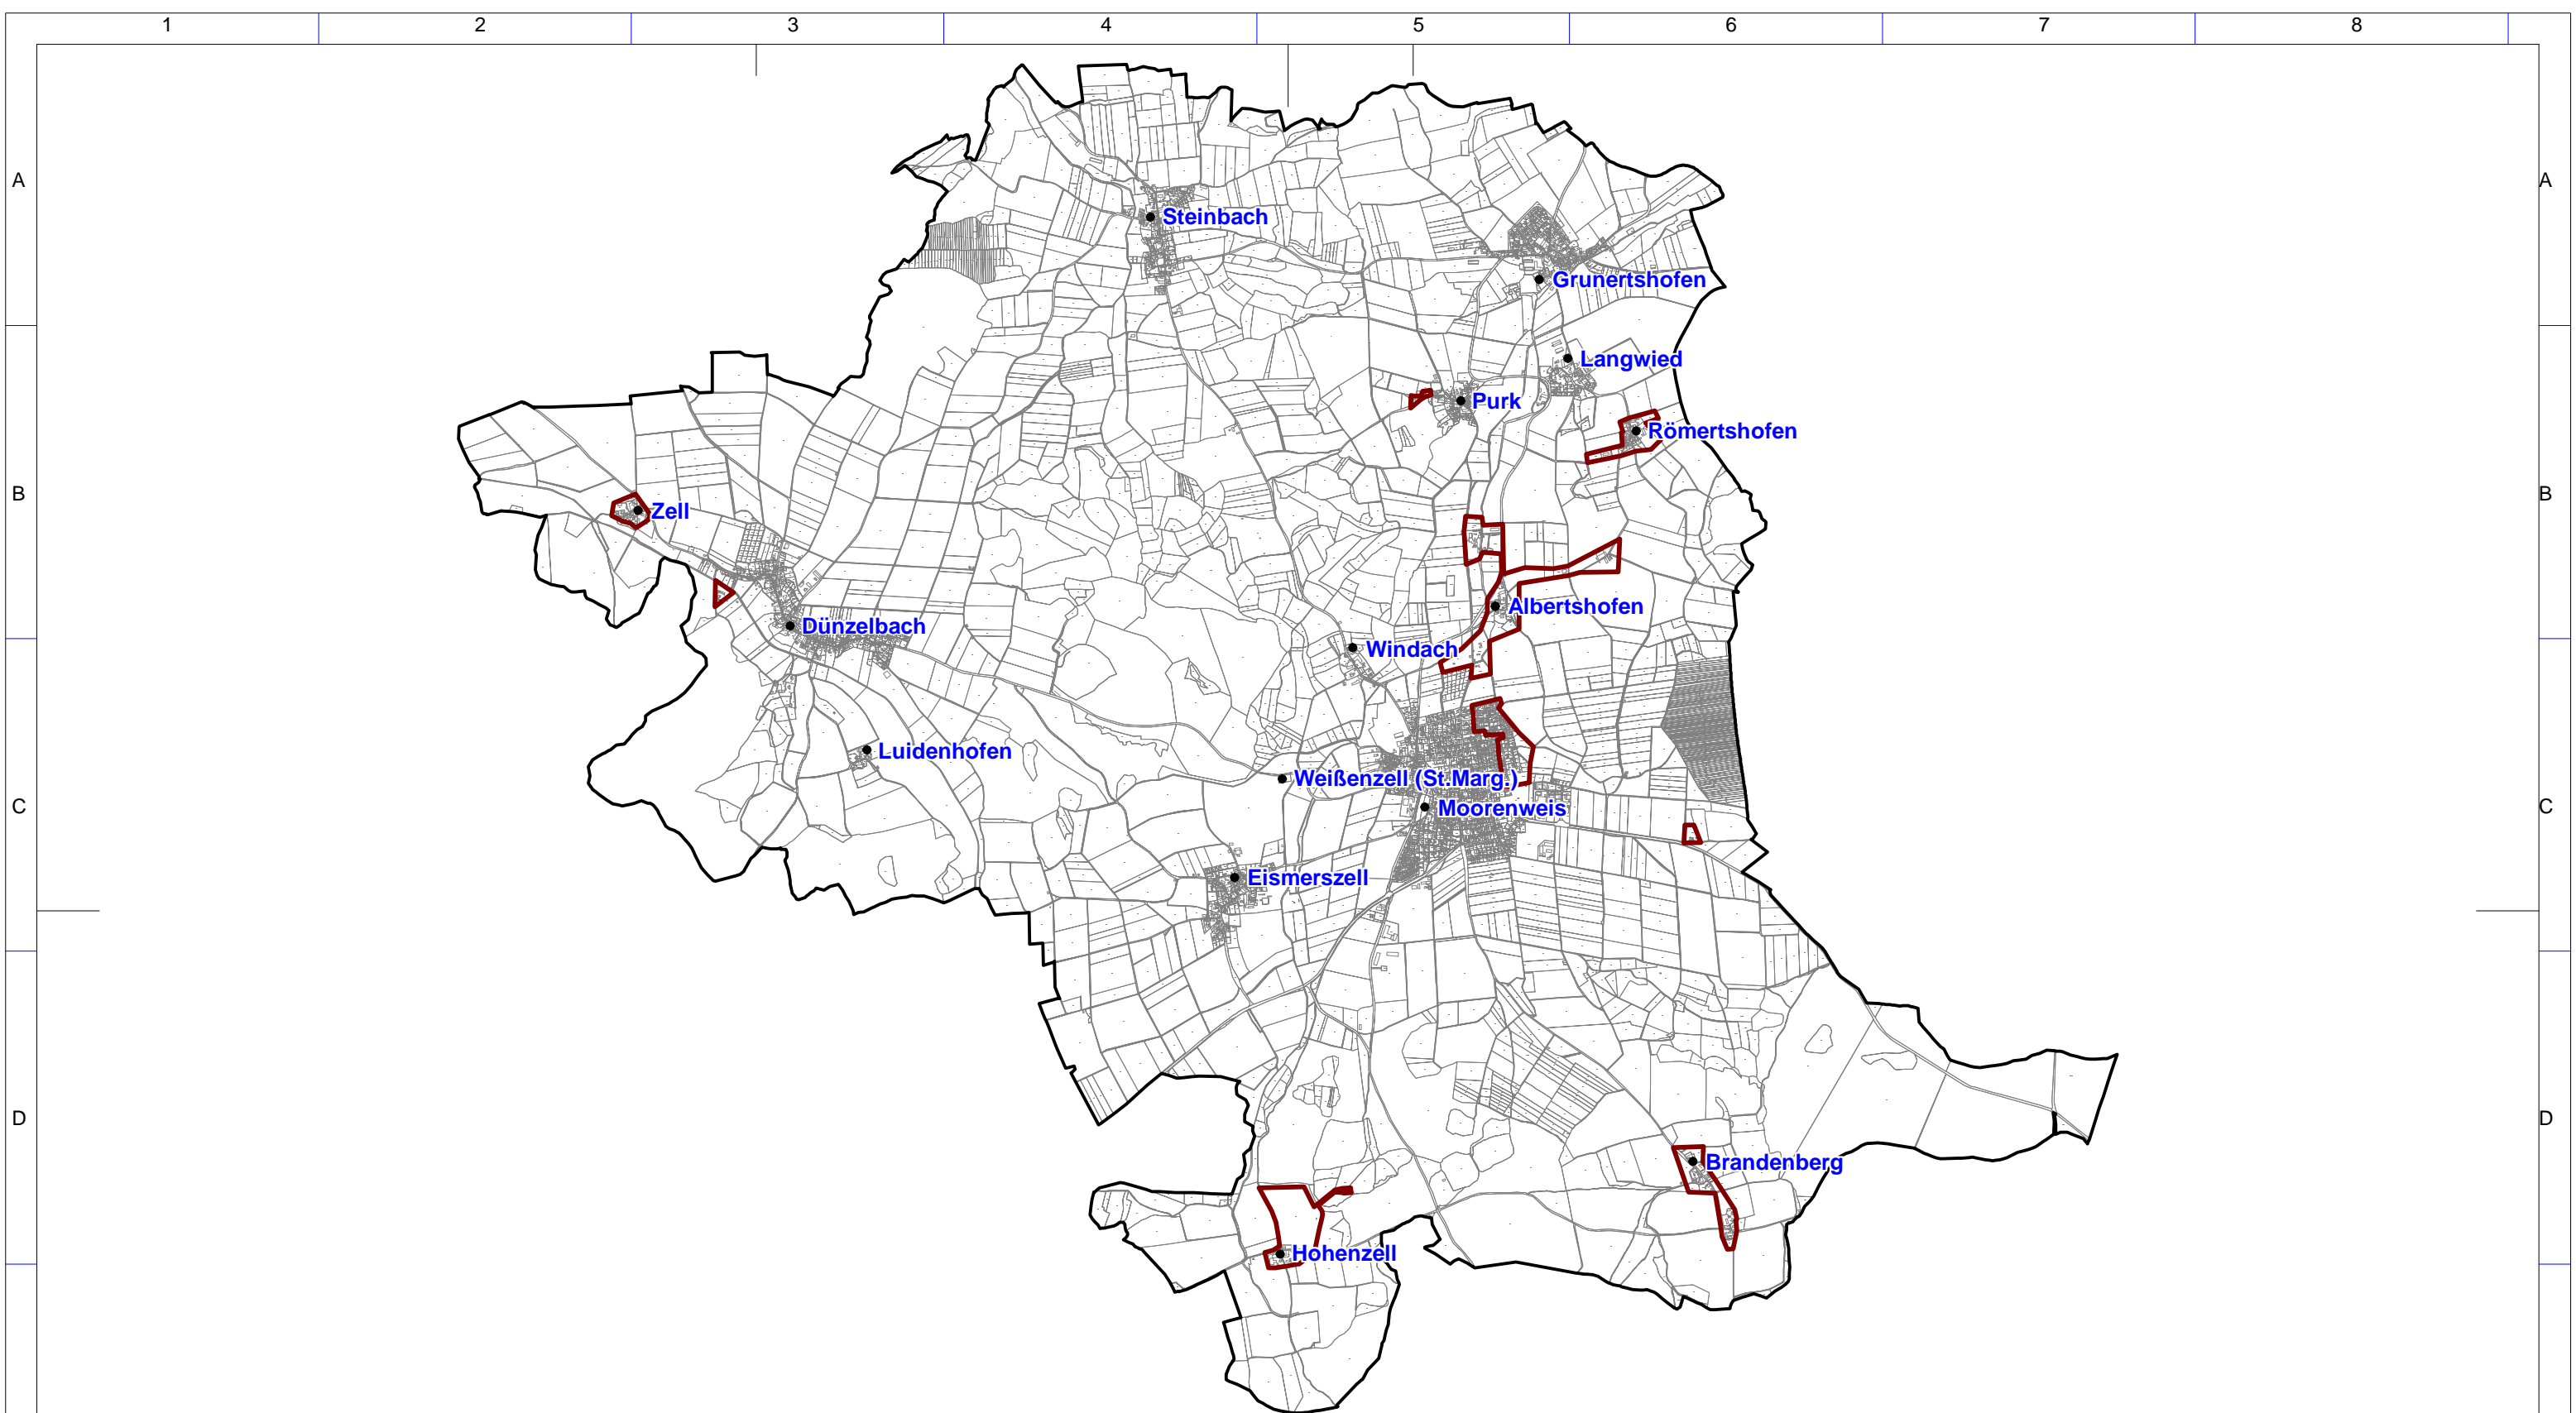 1 2 3 4 5 6 7 8
A A
Steinbach
Grunertshofen
Langwied
Purk
Römertshofen
B B
Zell
Albertshofen
Dünzelbach
Windach
Luidenhofen
Weißenzell (St.Marg.)
C C
Moorenweis
Eismerszell
D D
Brandenberg
Hohenzell